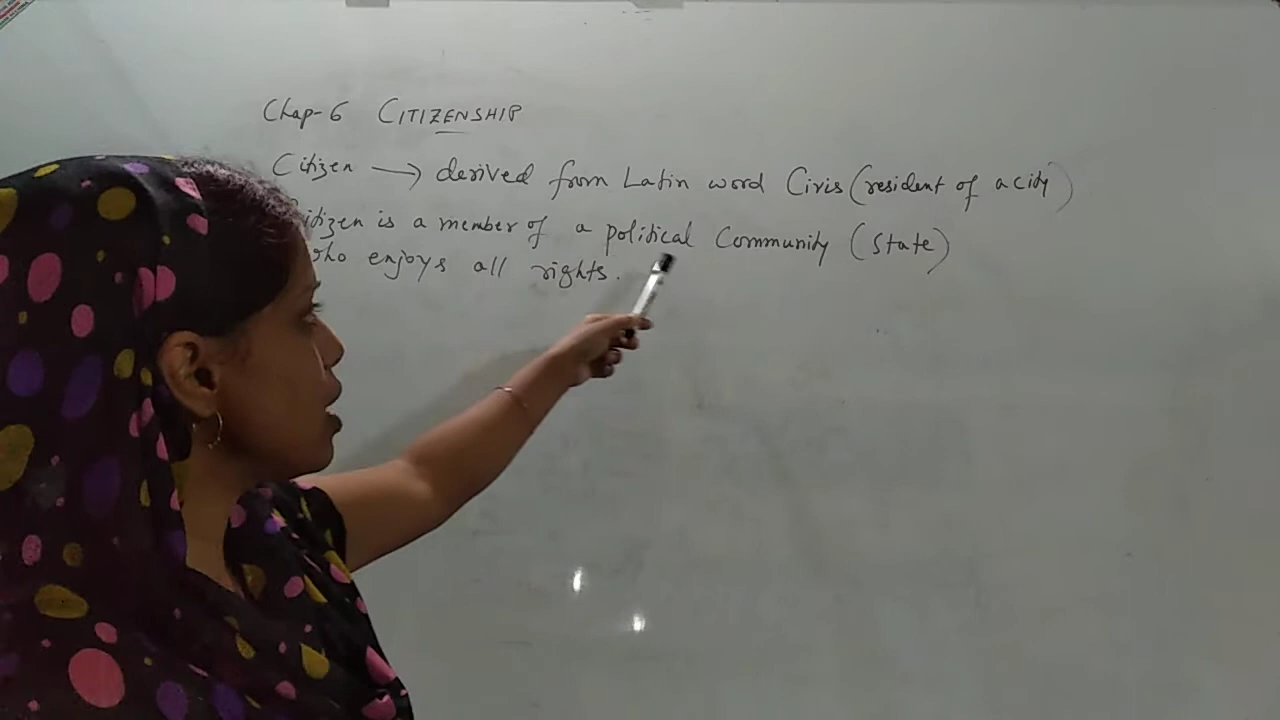 Chap-6 CITIZENSHIP
Citizen → derived from Latin word Civis (resident of a city)
itizen is a member of a political Community (State)
who enjoys all rights.